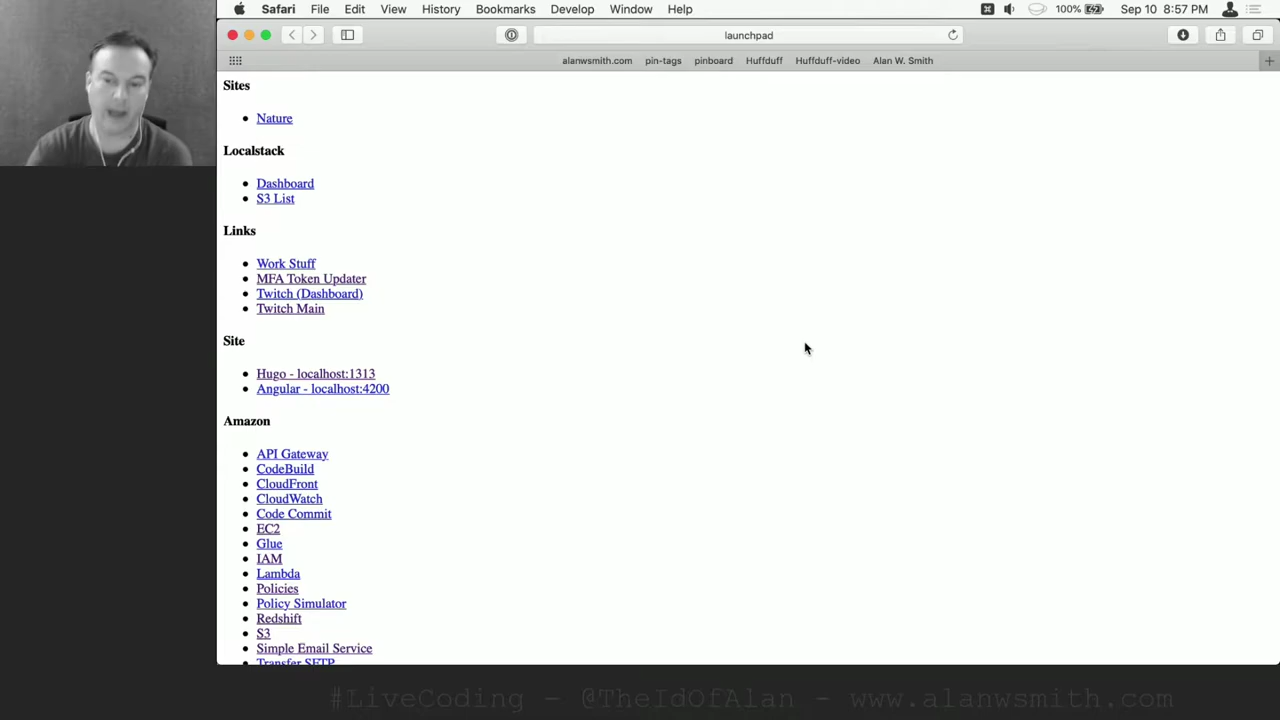 Safari File Edit View History Bookmarks Develop Window Help 100% Sep 10 8:57 PM
launchpad
alanwsmith.com pin-tags pinboard Huffduff Huffduff-video Alan W. Smith
Sites
Nature
Localstack
Dashboard
S3 List
Links
Work Stuff
MFA Token Updater
Twitch (Dashboard)
Twitch Main
Site
Hugo - localhost:1313
Angular - localhost:4200
Amazon
API Gateway
CodeBuild
CloudFront
CloudWatch
Code Commit
EC2
Glue
IAM
Lambda
Policies
Policy Simulator
Redshift
S3
Simple Email Service
Transfer SFTP
#LiveCoding - @TheIdOfAlan - www.alanwsmith.com